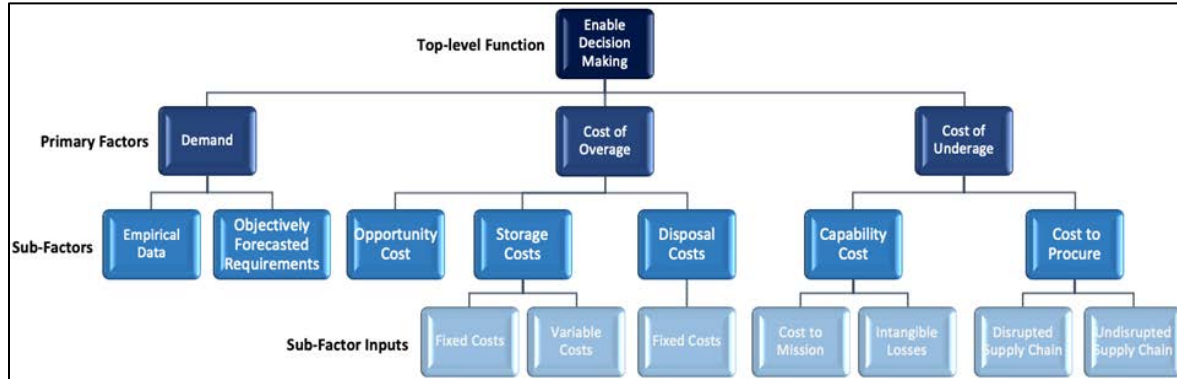 Top-level Function
Enable
Decision
Making
Primary Factors
Demand
Cost of
Overage
Cost of
Underage
Sub-Factors
Empirical
Data
Objectively
Forecasted
Requirements
Opportunity
Cost
Storage
Costs
Disposal
Costs
Capability
Cost
Cost to
Procure
Sub-Factor Inputs
Fixed Costs
Variable
Costs
Fixed Costs
Cost to
Mission
Intangible
Losses
Disrupted
Supply Chain
Undisrupted
Supply Chain